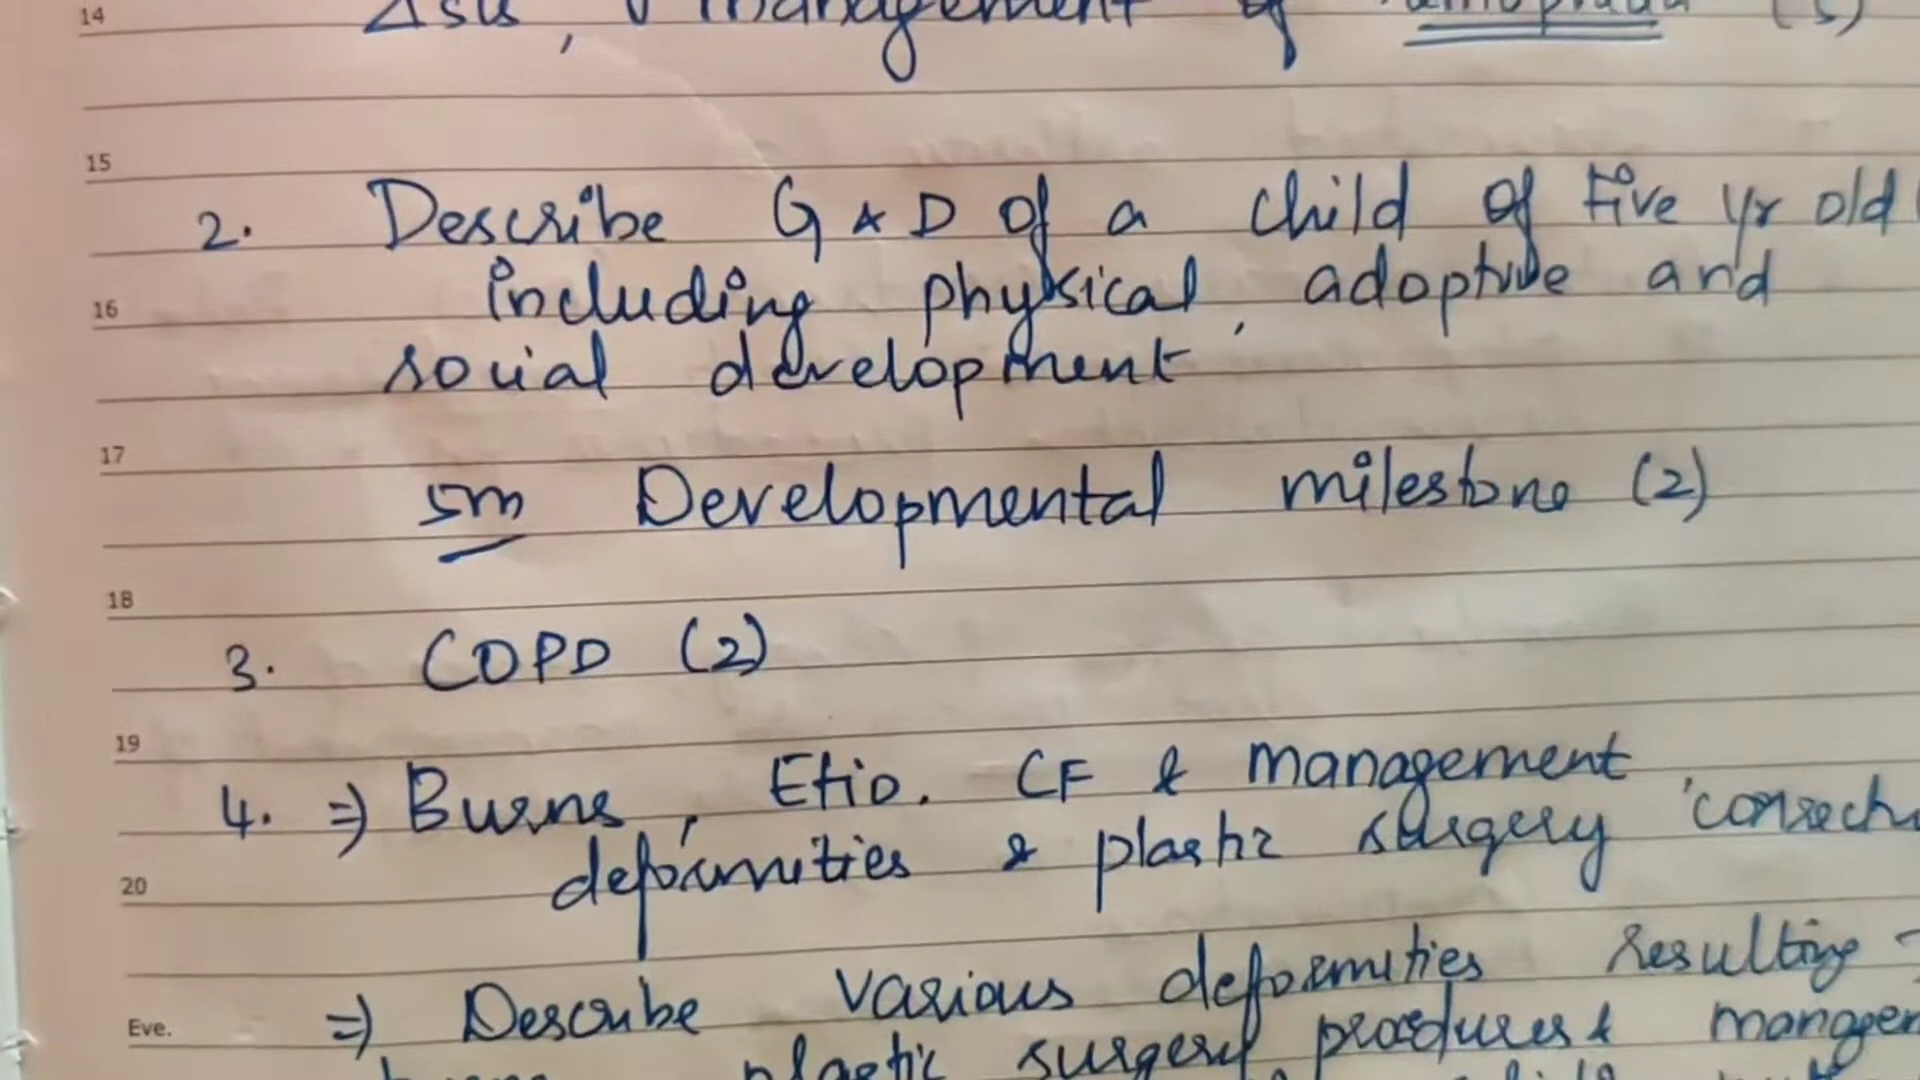 14
management of
15
2. Describe G & D of a child of five yr old
including physical, adoptive and
16
social development
17
5m Developmental milestone (2)
18
3. COPD (2)
19
4. => Burns, Etio. CF & management
deformities & plastic surgery
20
=> Describe various deformities resulting
Eve.
plastic surgery procedures &